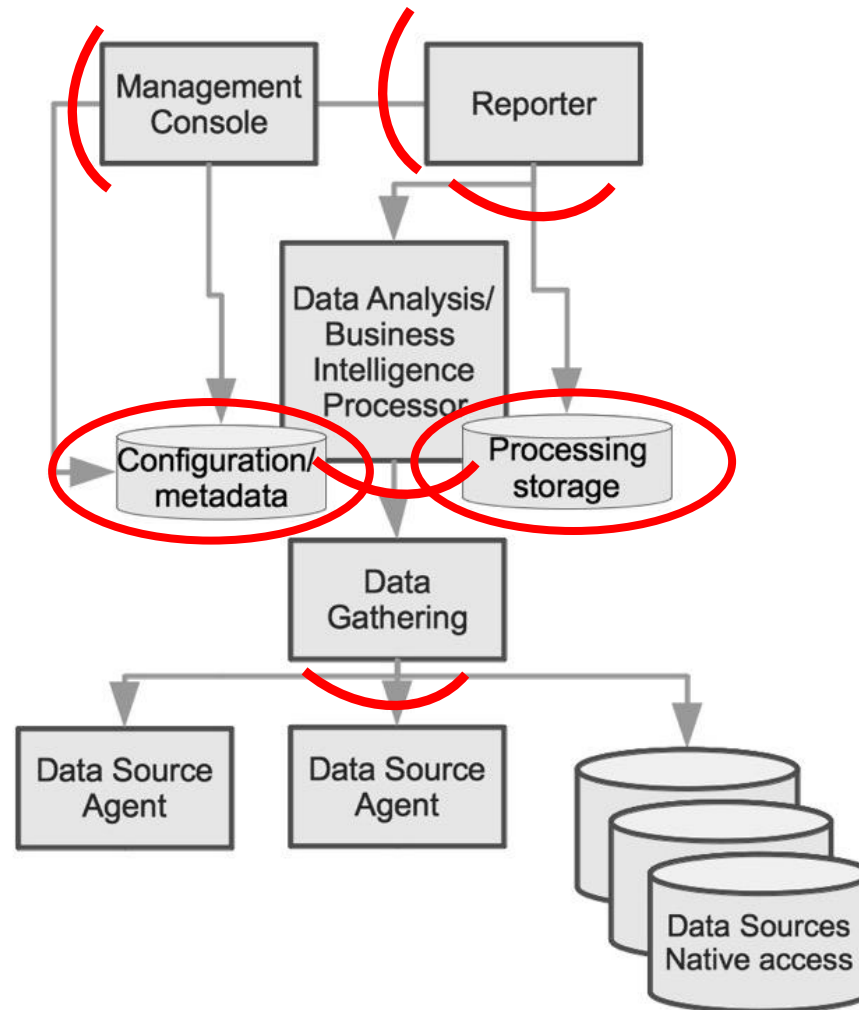 Management
Console
Reporter
Data Analysis/
Business
Intelligence
Processor
Configuration/
metadata
Processing
storage
Data
Gathering
Data Source
Agent
Data Source
Agent
Data Sources
Native access